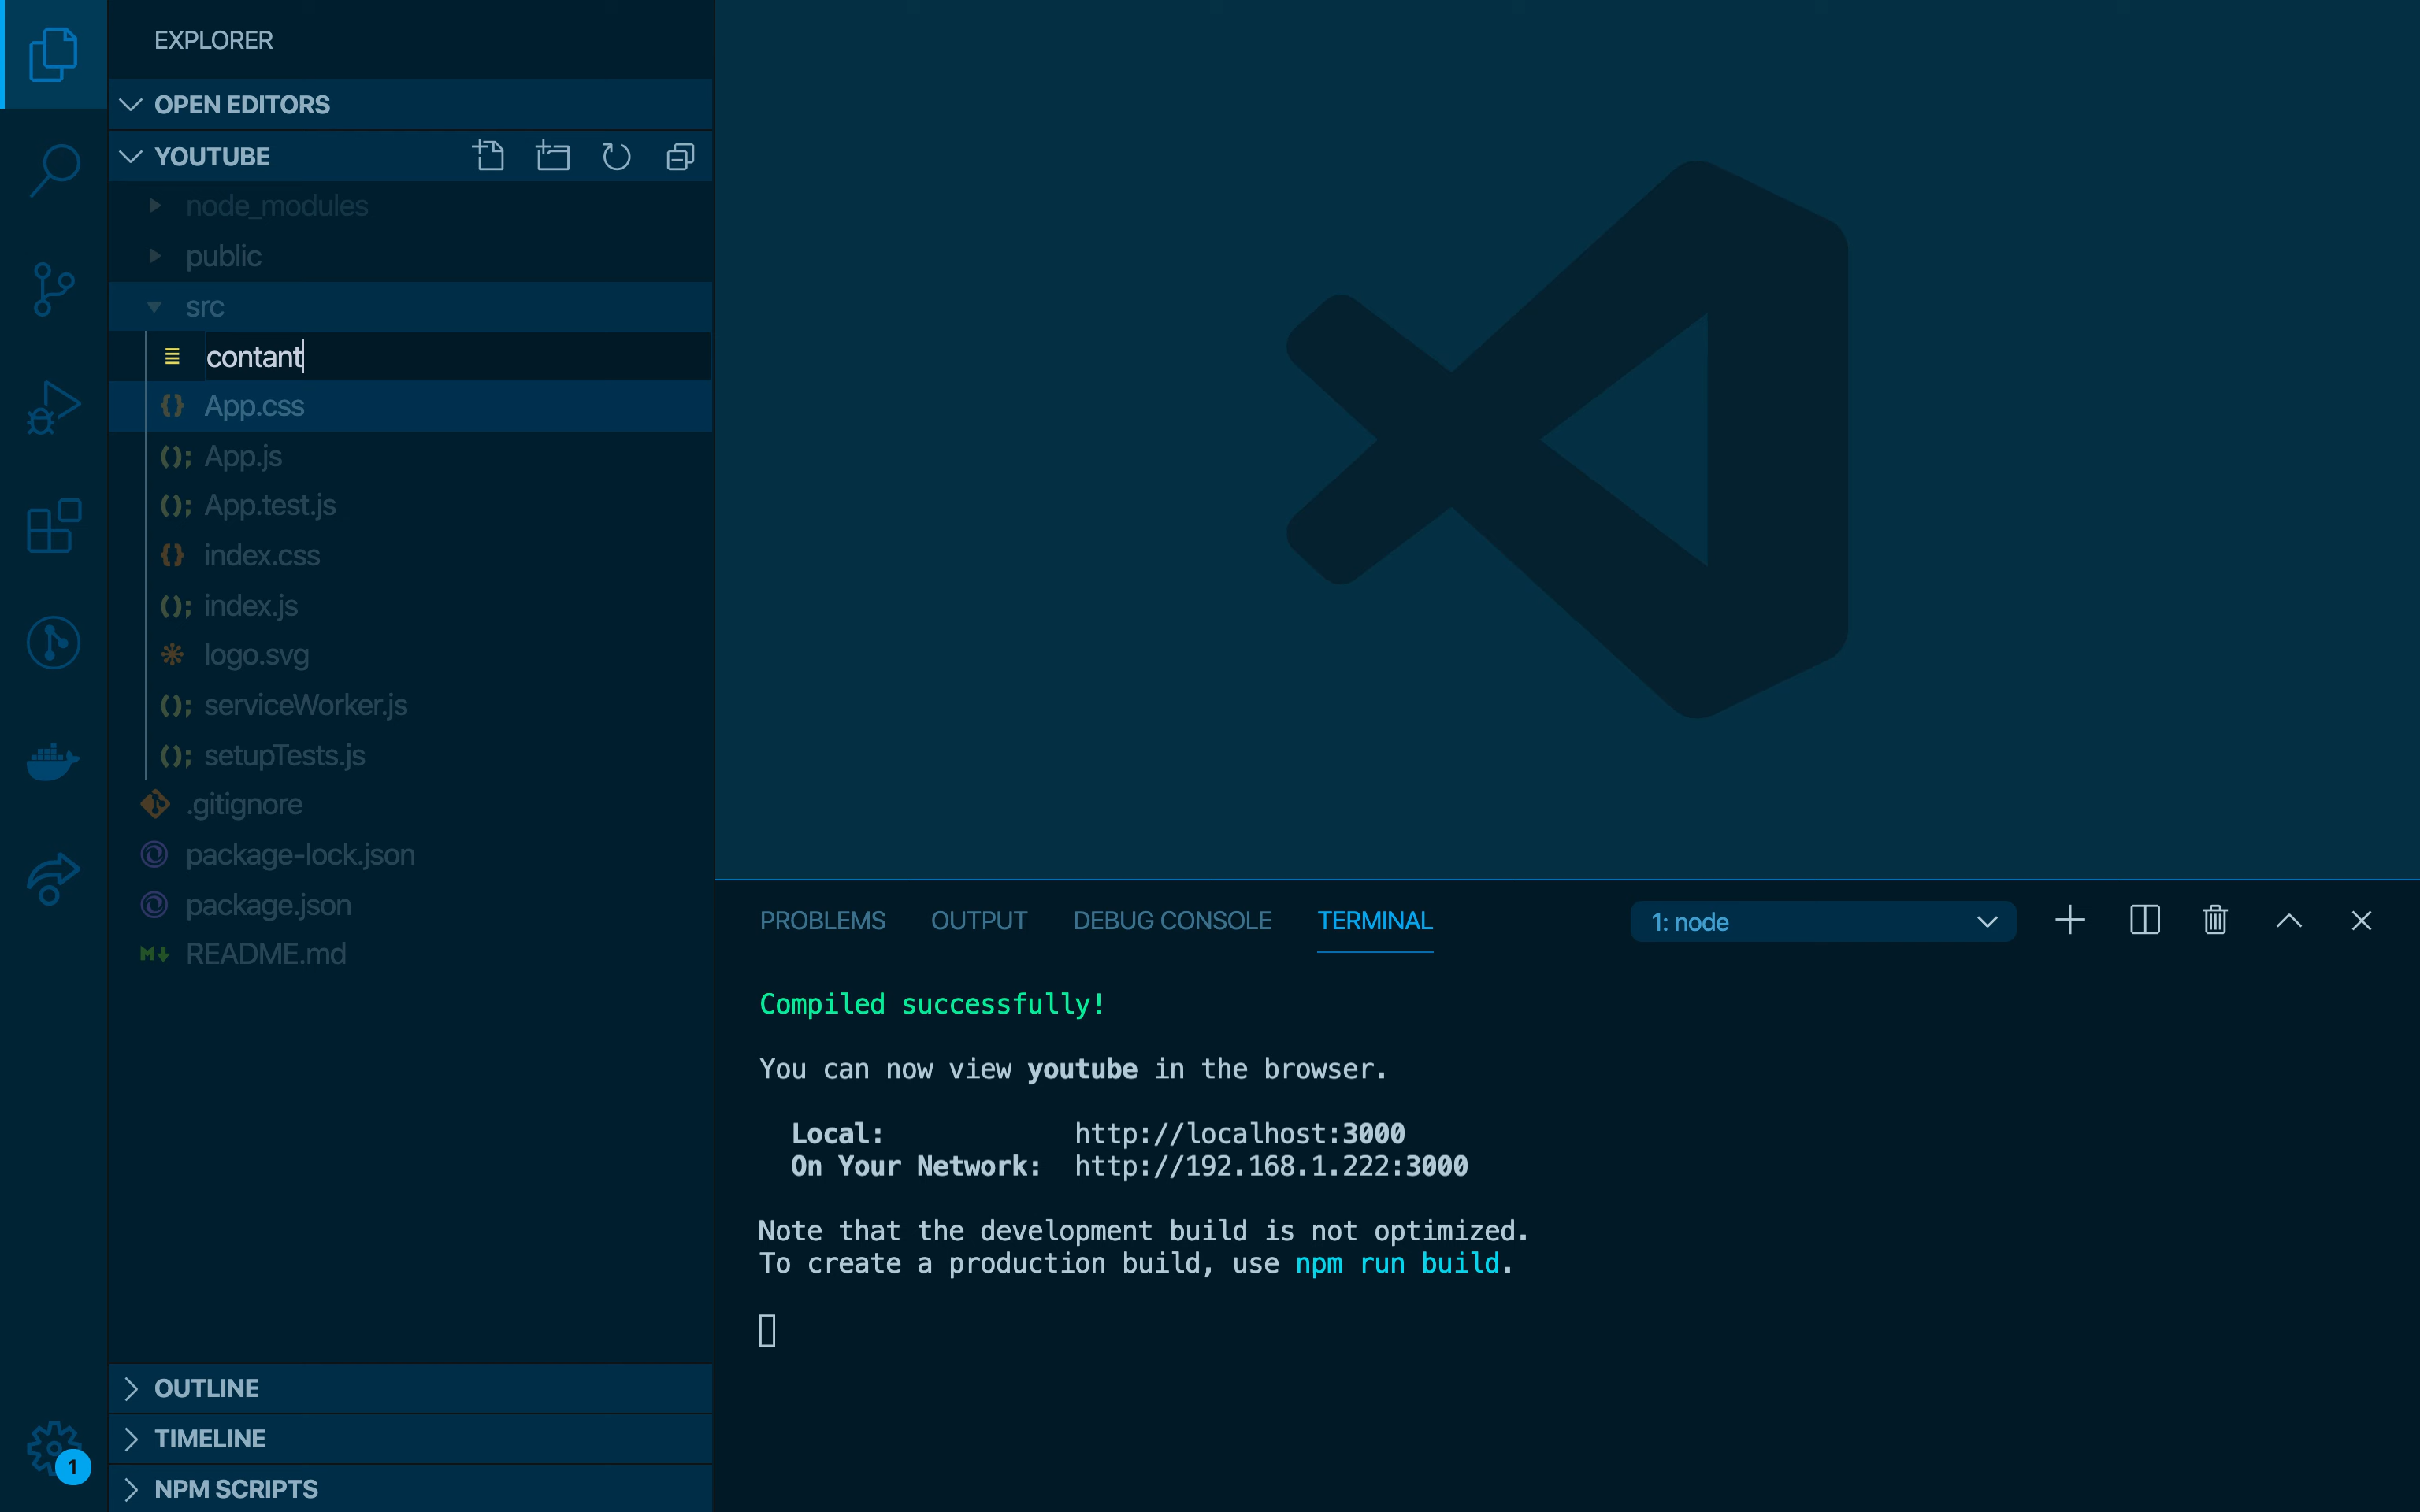 EXPLORER
OPEN EDITORS
YOUTUBE
node_modules
public
src
contant
App.css
App.js
App.test.js
index.css
index.js
logo.svg
serviceWorker.js
setupTests.js
.gitignore
package-lock.json
package.json
README.md
OUTLINE
TIMELINE
NPM SCRIPTS
1
PROBLEMS OUTPUT DEBUG CONSOLE TERMINAL 1: node
Compiled successfully!
You can now view youtube in the browser.
Local: http://localhost:3000
On Your Network: http://192.168.1.222:3000
Note that the development build is not optimized.
To create a production build, use npm run build.